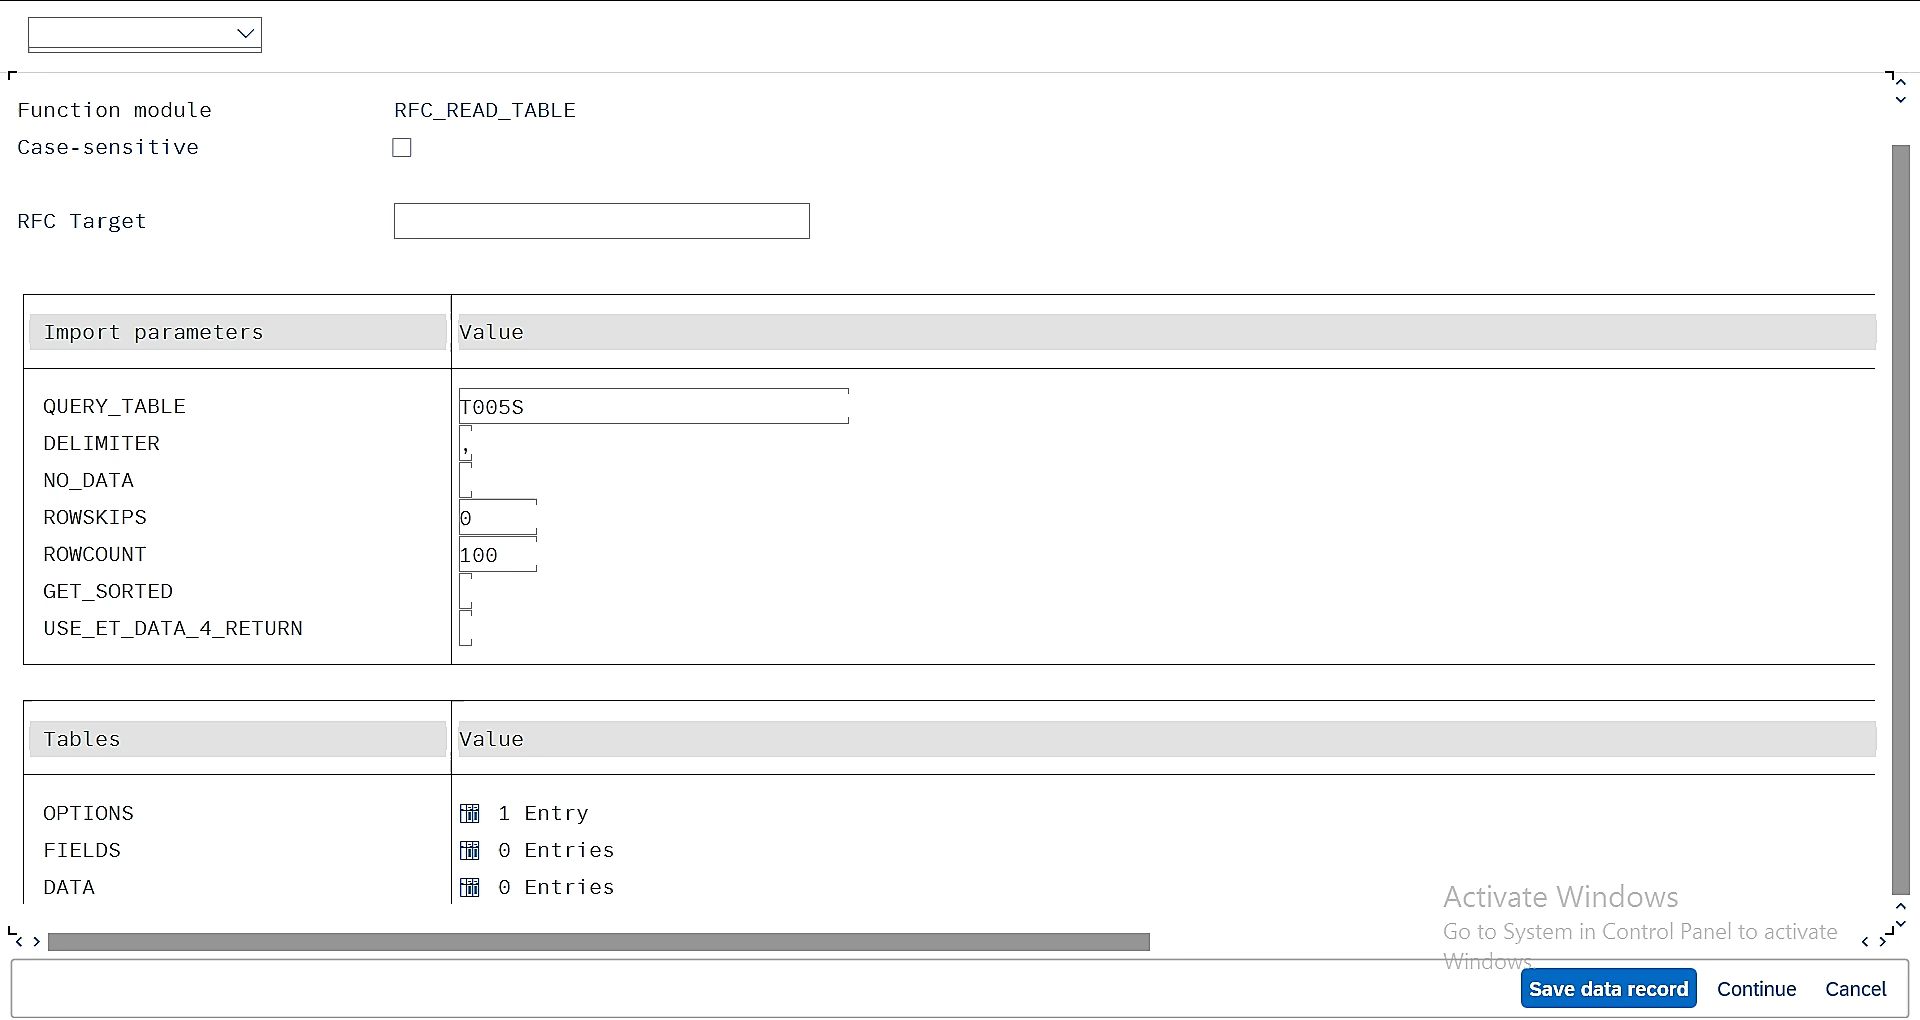 Function module RFC_READ_TABLE
Case-sensitive
RFC Target
Import parameters Value
QUERY_TABLE T005S
DELIMITER ,
NO_DATA
ROWSKIPS 0
ROWCOUNT 100
GET_SORTED
USE_ET_DATA_4_RETURN
Tables Value
OPTIONS 1 Entry
FIELDS 0 Entries
DATA 0 Entries
Activate Windows
Go to System in Control Panel to activate
Windows.
Save data record Continue Cancel